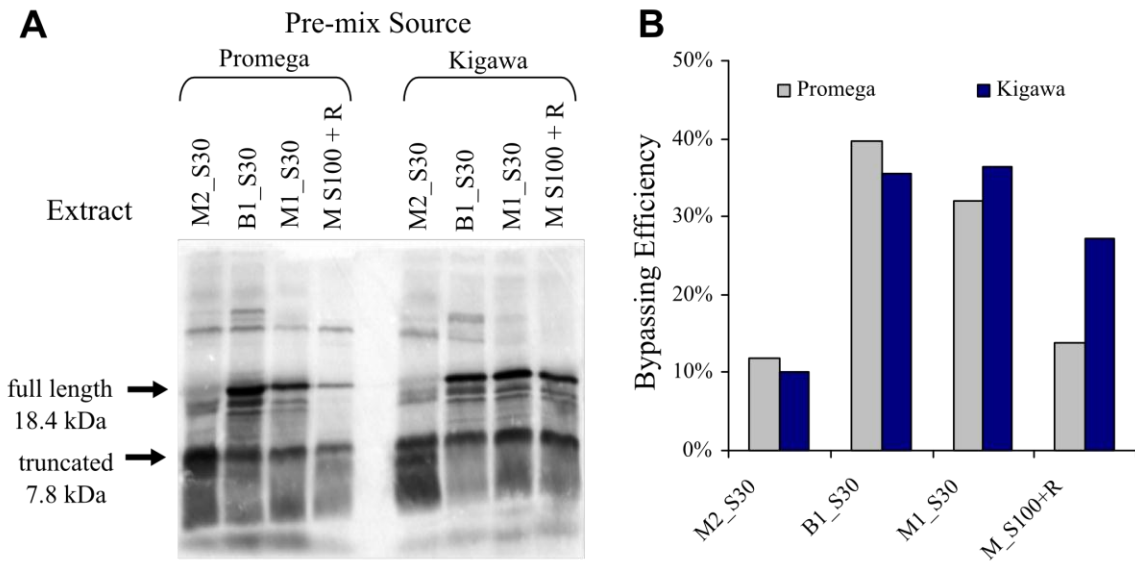 A
Pre-mix Source
Promega
Kigawa
Extract
M2_S30
B1_S30
M1_S30
M S100 + R
M2_S30
B1_S30
M1_S30
M S100 + R
full length
18.4 kDa
truncated
7.8 kDa
B
Bypassing Efficiency
50%
40%
30%
20%
10%
0%
Promega
Kigawa
M2_S30
B1_S30
M1_S30
M_S100+R